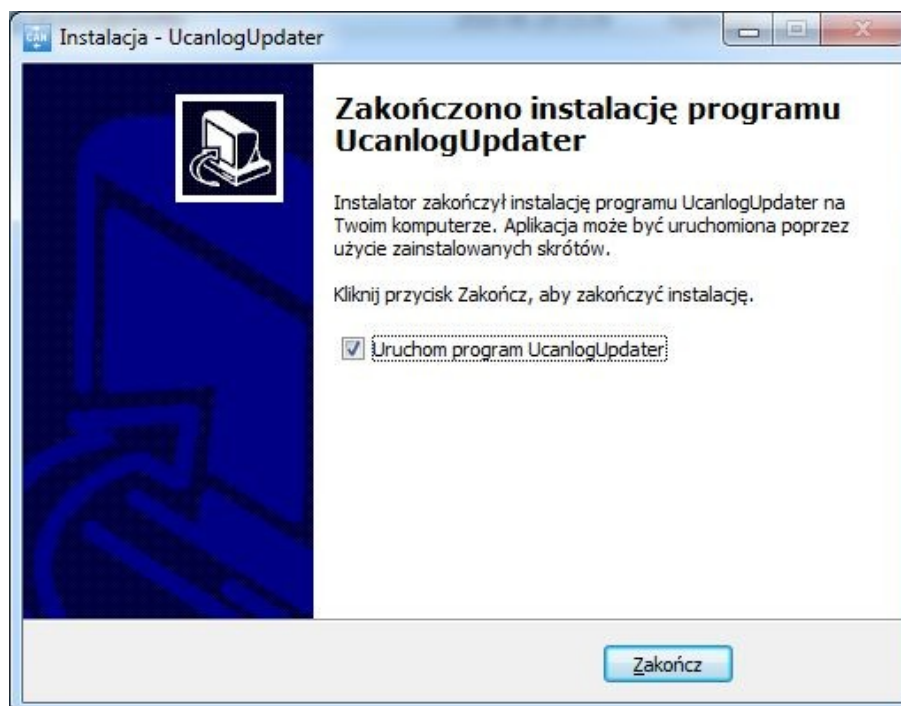 CAN
Instalacja - UcanlogUpdater
Zakończono instalację programu
UcanlogUpdater
Instalator zakończył instalację programu UcanlogUpdater na
Twoim komputerze. Aplikacja może być uruchomiona poprzez
użycie zainstalowanych skrótów.
Kliknij przycisk Zakończ, aby zakończyć instalację.
Uruchom program UcanlogUpdater
Zakończ